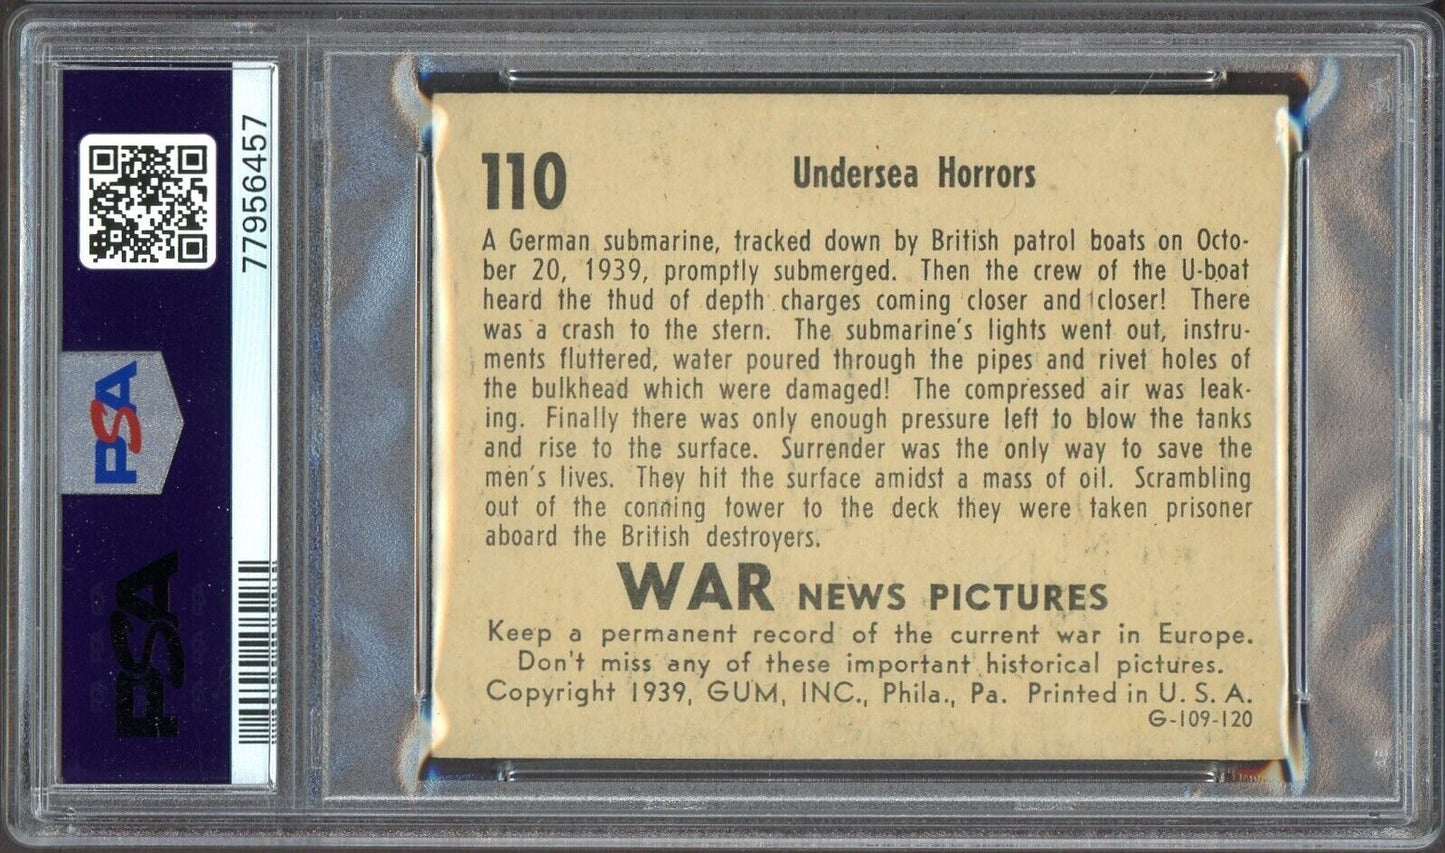 77956457
PSA
PSA
110
Undersea Horrors
A German submarine, tracked down by British patrol boats on Octo-
ber 20, 1939, promptly submerged. Then the crew of the U-boat
heard the thud of depth charges coming closer and closer! There
was a crash to the stern. The submarine's lights went out, instru-
ments fluttered, water poured through the pipes and rivet holes of
the bulkhead which were damaged! The compressed air was leak-
ing. Finally there was only enough pressure left to blow the tanks
and rise to the surface. Surrender was the only way to save the
men's lives. They hit the surface amidst a mass of oil. Scrambling
out of the conning tower to the deck they were taken prisoner
aboard the British destroyers.
WAR NEWS PICTURES
Keep a permanent record of the current war in Europe.
Don't miss any of these important historical pictures.
Copyright 1939, GUM, INC., Phila., Pa. Printed in U. S. A.
G-109-120